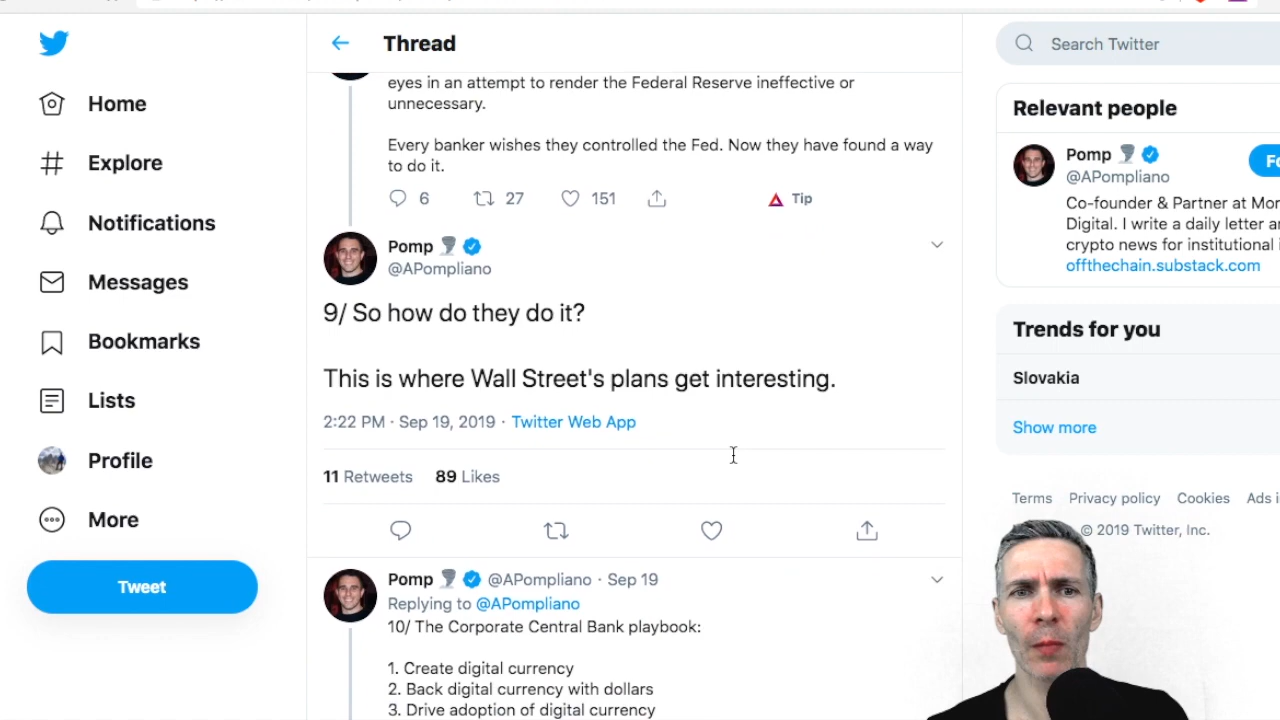 Thread
Search Twitter
Home
Explore
Notifications
Messages
Bookmarks
Lists
Profile
More
Tweet
eyes in an attempt to render the Federal Reserve ineffective or
unnecessary.
Every banker wishes they controlled the Fed. Now they have found a way
to do it.
6 27 151 Tip
Pomp
@APompliano
9/ So how do they do it?
This is where Wall Street's plans get interesting.
2:22 PM · Sep 19, 2019 · Twitter Web App
11 Retweets 89 Likes
Pomp @APompliano · Sep 19
Replying to @APompliano
10/ The Corporate Central Bank playbook:
1. Create digital currency
2. Back digital currency with dollars
3. Drive adoption of digital currency
Relevant people
Pomp
@APompliano
Co-founder & Partner at
Digital. I write a daily letter
crypto news for institutional
offthechain.substack.com
Trends for you
Slovakia
Show more
Terms Privacy policy Cookies Ads
© 2019 Twitter, Inc.